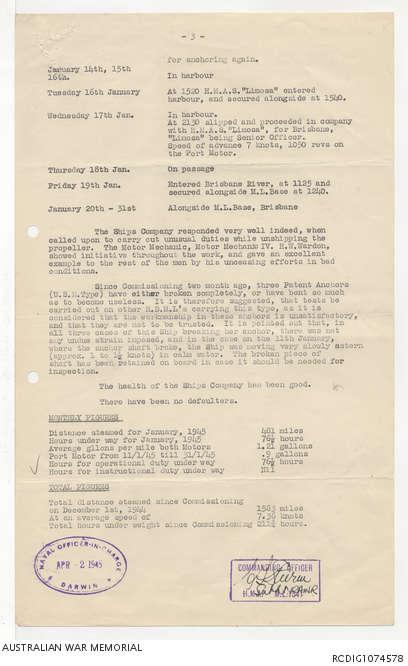 - 3 -
for anchoring again.
January 14th, 15th
16th. In harbour
Tuesday 16th January At 1520 H.M.A.S."Limosa" entered
harbour, and secured alongside at 1540.
Wednesday 17th Jan. In harbour.
At 2130 slipped and proceeded in company
with H.M.A.S."Limosa", for Brisbane,
"Limosa" being Senior Officer.
Speed of advance 7 knots, 1050 revs on
the Port Motor.
Thursday 18th Jan. On passage
Friday 19th Jan. Entered Brisbane River, at 1125 and
secured alongside M.L.Base at 1240.
January 20th - 31st Alongside M.L.Base, Brisbane
The Ships Company responded very well indeed, when
called upon to carry out unusual duties while unshipping the
propeller. The Motor Mechanic, Motor Mechanic IV. H.W.Wardon,
showed initiative throughout the work, and gave an excellent
example to the rest of the men by his unceasing efforts in bad
conditions.
Since Commissioning two month ago, three Patent Anchors
(U.S.N.Type) have either broken completely, or have bent so much
as to become useless. It is therefore suggested, that tests be
carried out on other H.D.M.L's carrying this type, as it is
considered that the workmanship in these anchors is unsatisfactory,
and that they are not to be trusted. It is pointed out that, in
all three cases of this Ship breaking her anchor, there was not
any undue strain imposed, and in the case on the 11th January,
where the anchor shaft broke, the Ship was moving very slowly astern
(approx. 1 to 1½ knots) in calm water. The broken piece of
shaft has been retained on board in case it should be needed for
inspection.
The health of the Ships Company has been good.
There have been no defaulters.
MONTHLY FIGURES
Distance steamed for January, 1945 481 miles
Hours under way for January, 1945 76½ hours
Average gllons per mile both Motors 1.21 gallons
Port Motor from 11/1/45 till 31/1/45 .9 gallons
Hours for operational duty under way 76½ hours
Hours for instructional duty under way Nil
TOTAL FIGURES
Total distance steamed since Commissioning
on December 1st, 1944 1563 miles
At an average speed of 7.36 knots
Total hours under weight since Commissioning 212½ hours.
NAVAL OFFICER-IN-CHARGE
APR - 2 1945
DARWIN
COMMANDING OFFICER
H.M.A.
AUSTRALIAN WAR MEMORIAL
RCDIG1074578